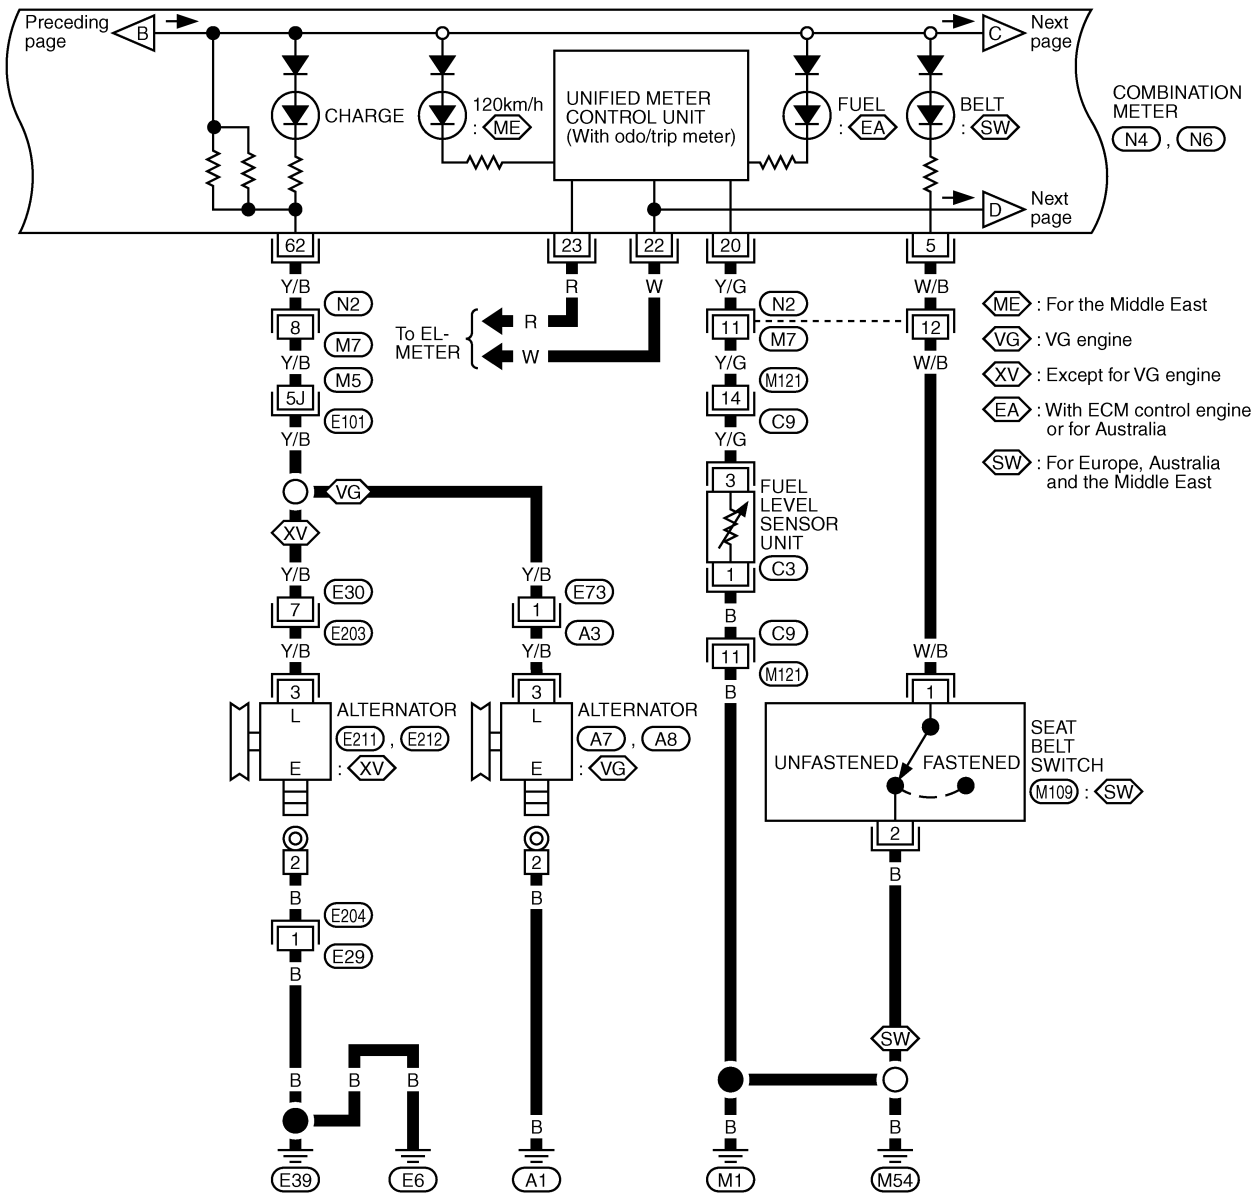 Preceding
page
B
C
Next
page
CHARGE
120km/h
: ME
UNIFIED METER
CONTROL UNIT
(With odo/trip meter)
FUEL
: EA
BELT
: SW
COMBINATION
METER
N4 , N6
D
Next
page
62 23 22 20 5
Y/B R W Y/G W/B
N2 N2
8 R 11 12
To EL-
METER
W
M7 M7
Y/B Y/G W/B
M5 M121
5J 14
E101 C9
Y/B Y/G
ME : For the Middle East
VG : VG engine
XV : Except for VG engine
EA : With ECM control engine
or for Australia
SW : For Europe, Australia
and the Middle East
VG
XV
3
FUEL
LEVEL
SENSOR
UNIT
1 C3
Y/B Y/B
E30 E73
7 1
E203 A3
Y/B Y/B
B
C9
11
M121
B
W/B
3 3 1
L
E
ALTERNATOR
E211 , E212
: XV
L
E
ALTERNATOR
A7 , A8
: VG
UNFASTENED FASTENED
SEAT
BELT
SWITCH
M109 : SW
2
B
2 2
B B
E204
1
E29
B
SW
B B B
B B B
E39 E6 A1 M1 M54